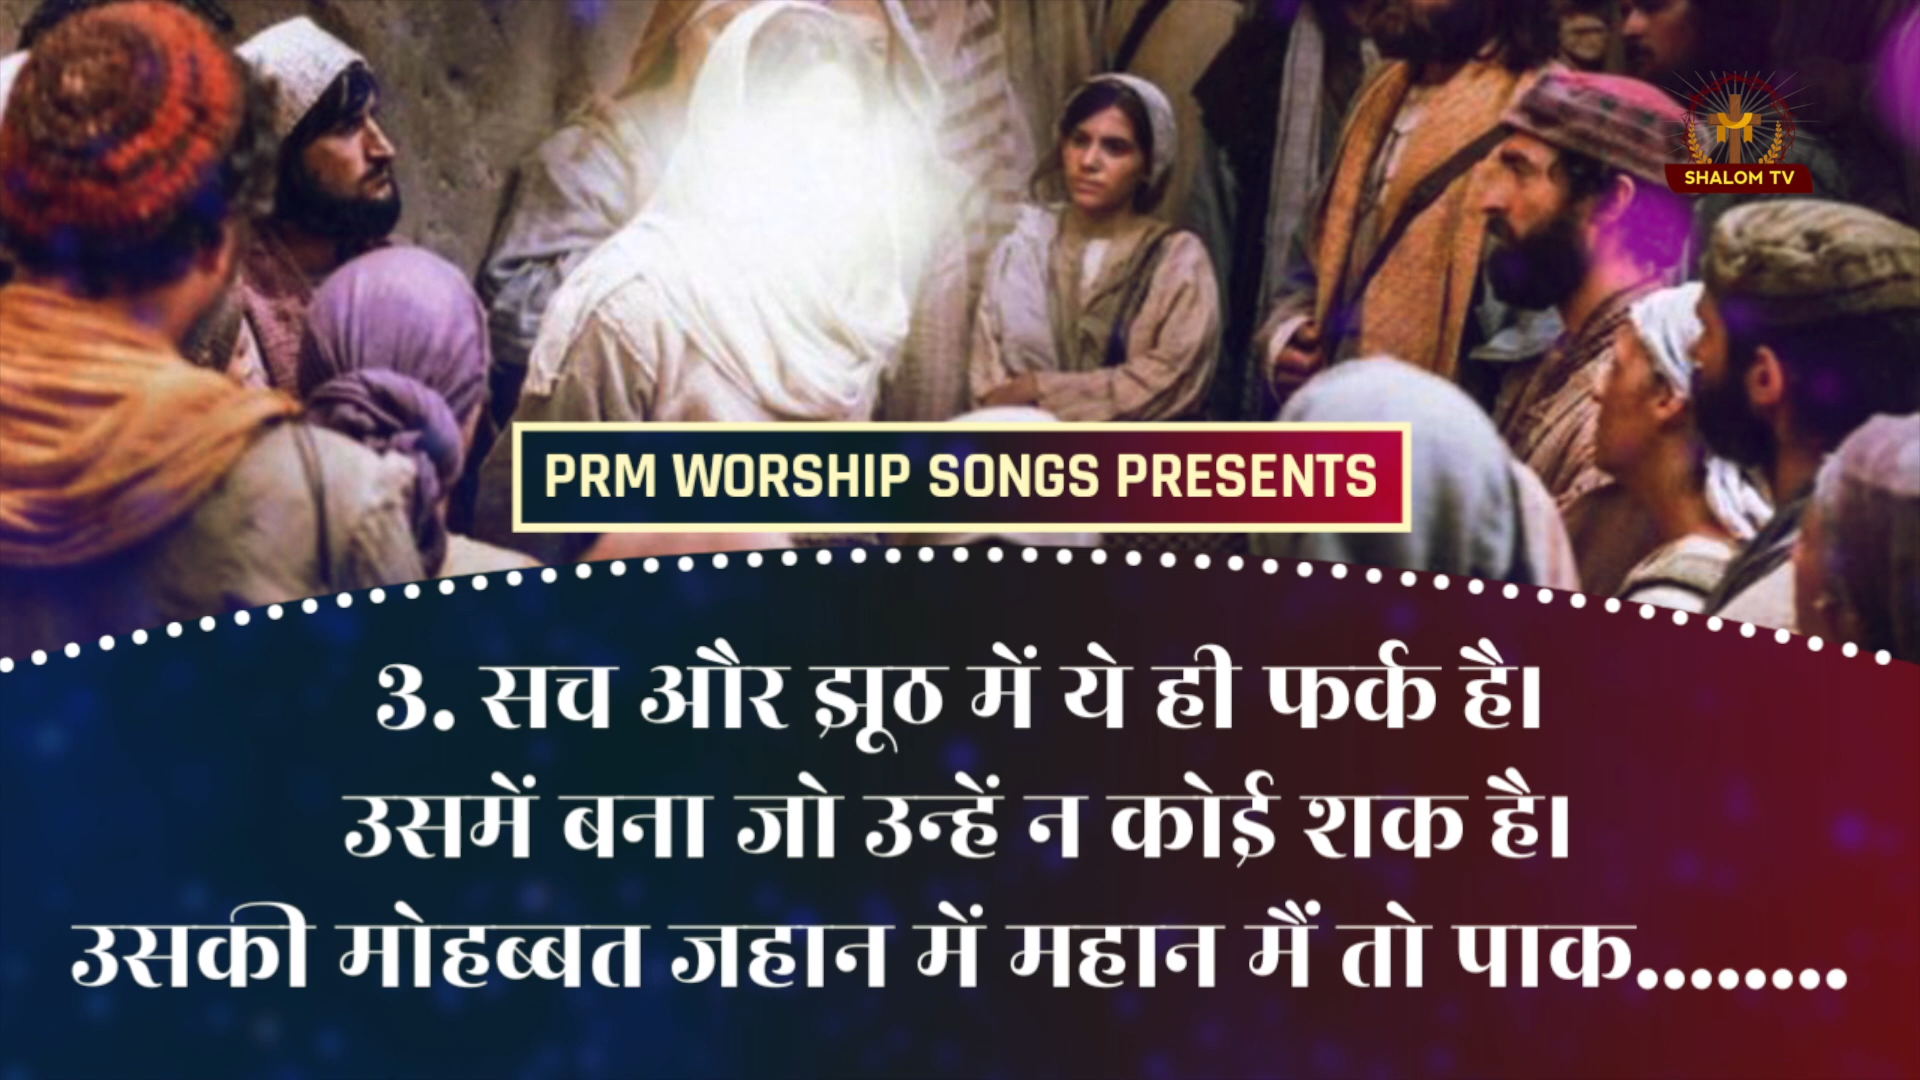 SHALOM TV
PRM WORSHIP SONGS PRESENTS
3. सच और झूठ में ये ही फर्क है।
उसमें बना जो उन्हें न कोई शक है।
उसकी मोहब्बत जहान में महान मैं तो पाक........